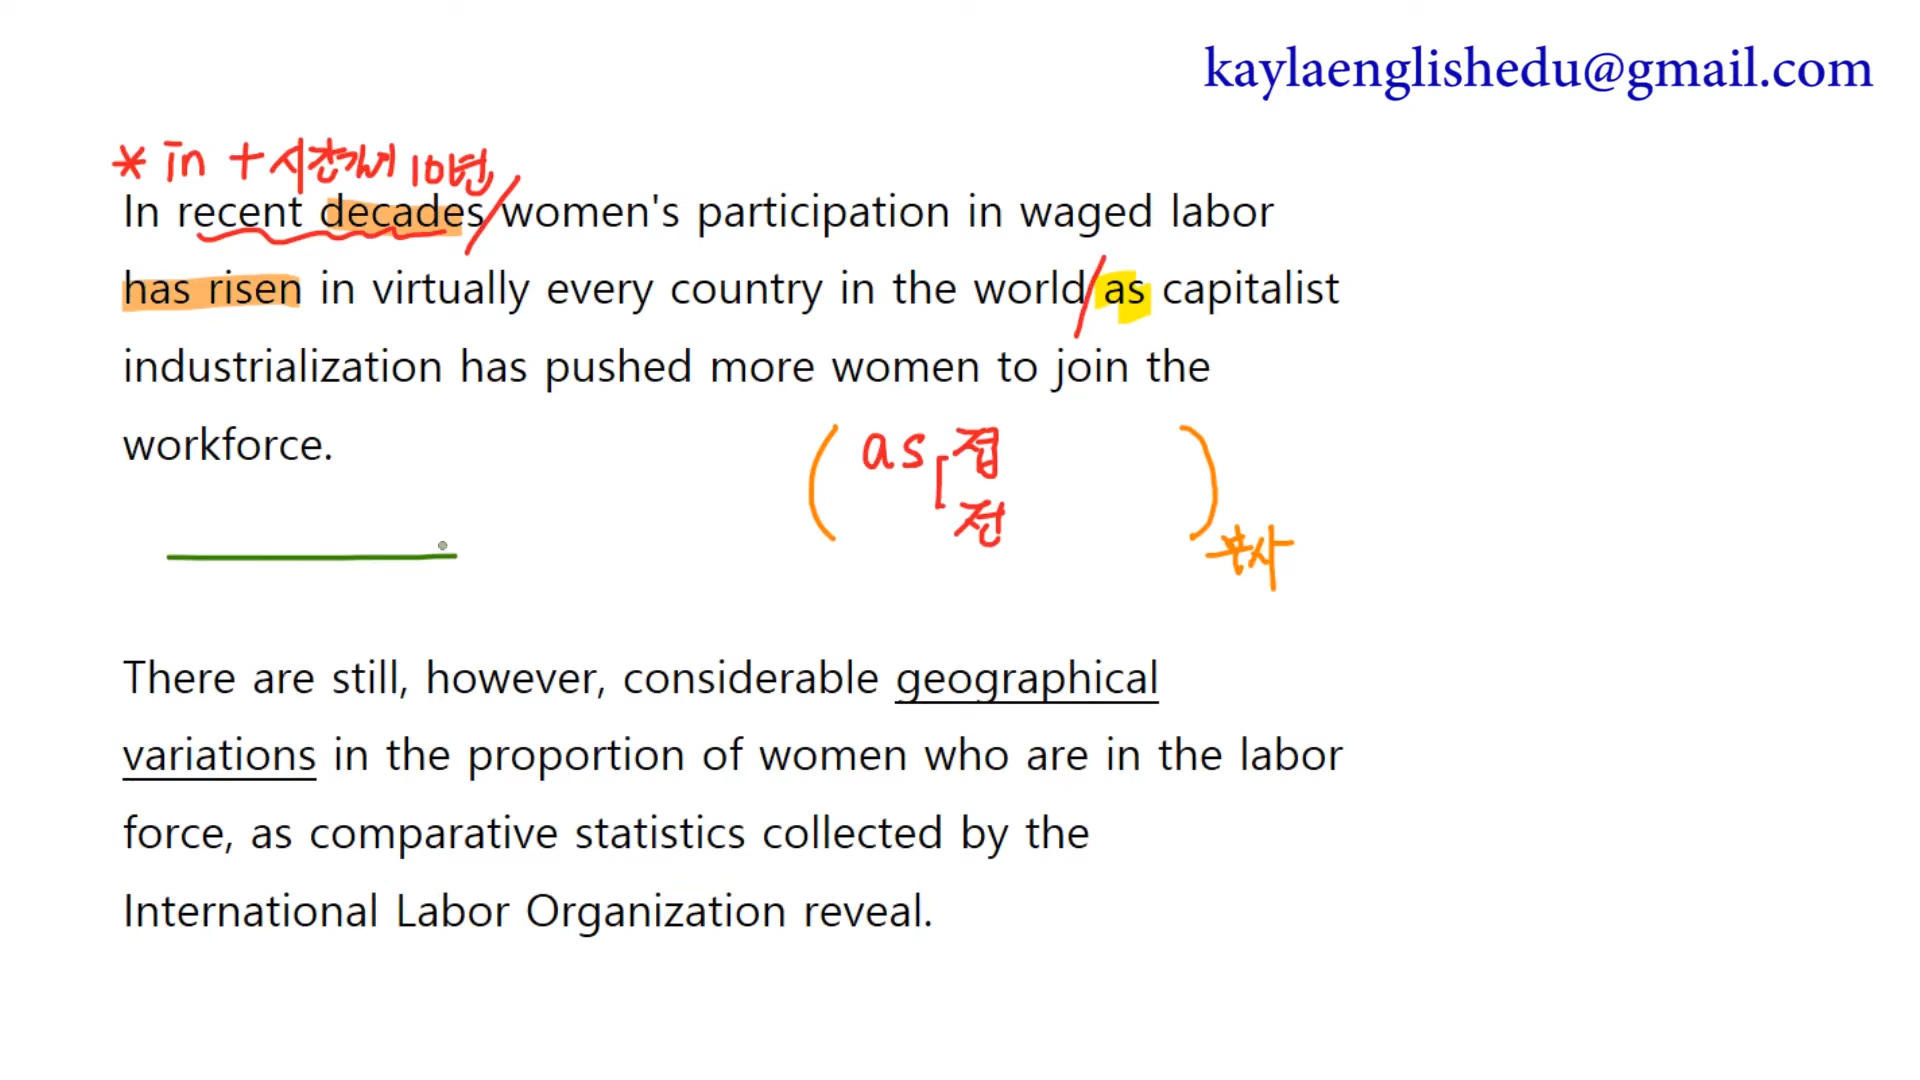 kaylaenglishedu@gmail.com
* in + 시간 10년
In recent decades women's participation in waged labor
has risen in virtually every country in the world as capitalist
industrialization has pushed more women to join the
workforce.
as 접
전
부사
There are still, however, considerable geographical
variations in the proportion of women who are in the labor
force, as comparative statistics collected by the
International Labor Organization reveal.